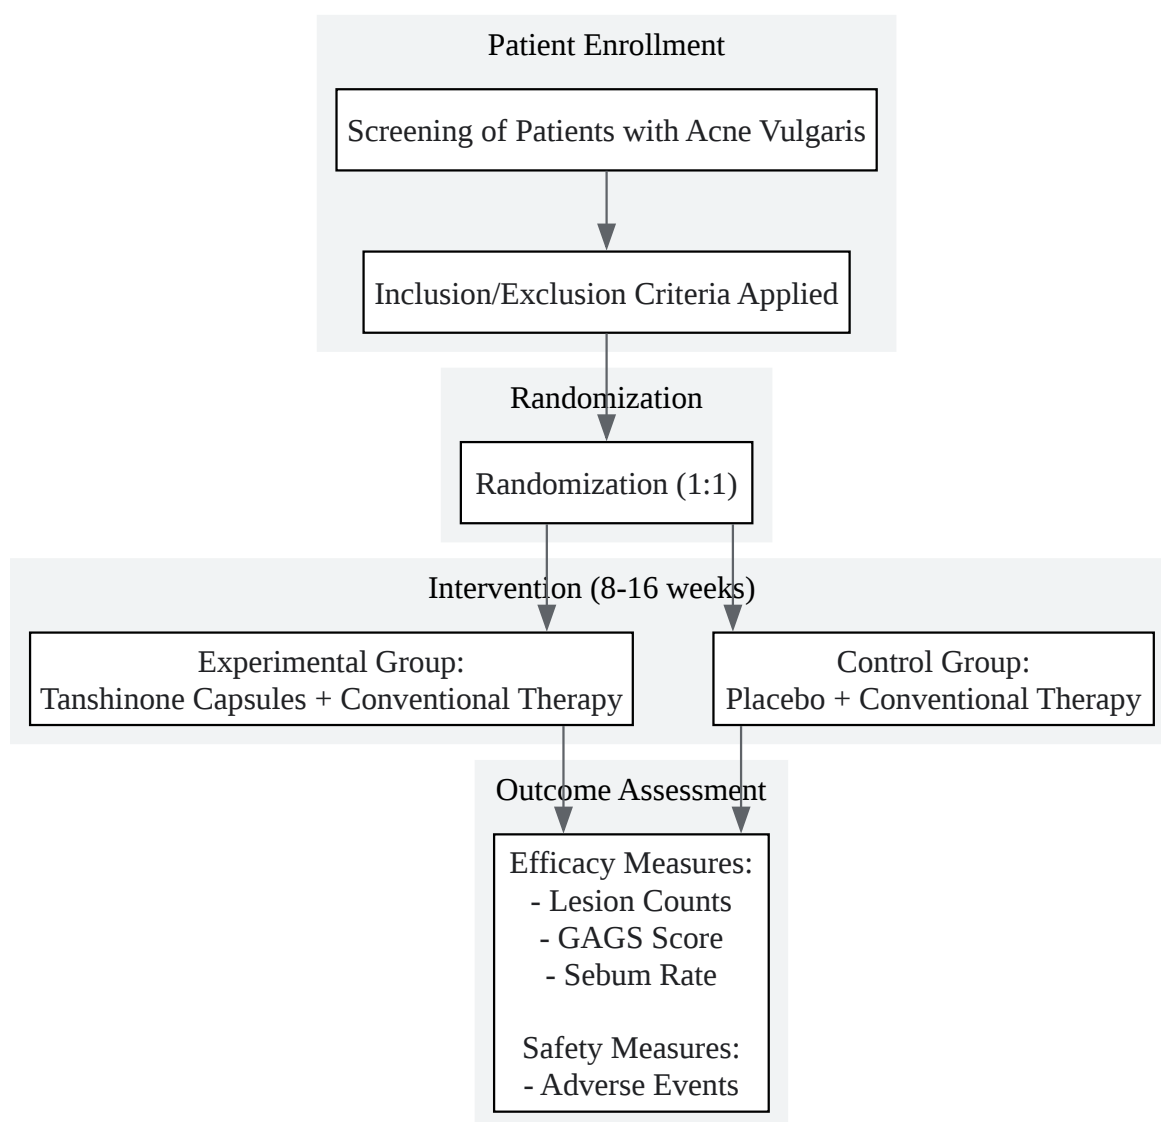 Patient Enrollment
Screening of Patients with Acne Vulgaris
Inclusion/Exclusion Criteria Applied
Randomization
Randomization (1:1)
Intervention (8-16 weeks)
Experimental Group:
Tanshinone Capsules + Conventional Therapy
Control Group:
Placebo + Conventional Therapy
Outcome Assessment
Efficacy Measures:
- Lesion Counts
- GAGS Score
- Sebum Rate
Safety Measures:
- Adverse Events